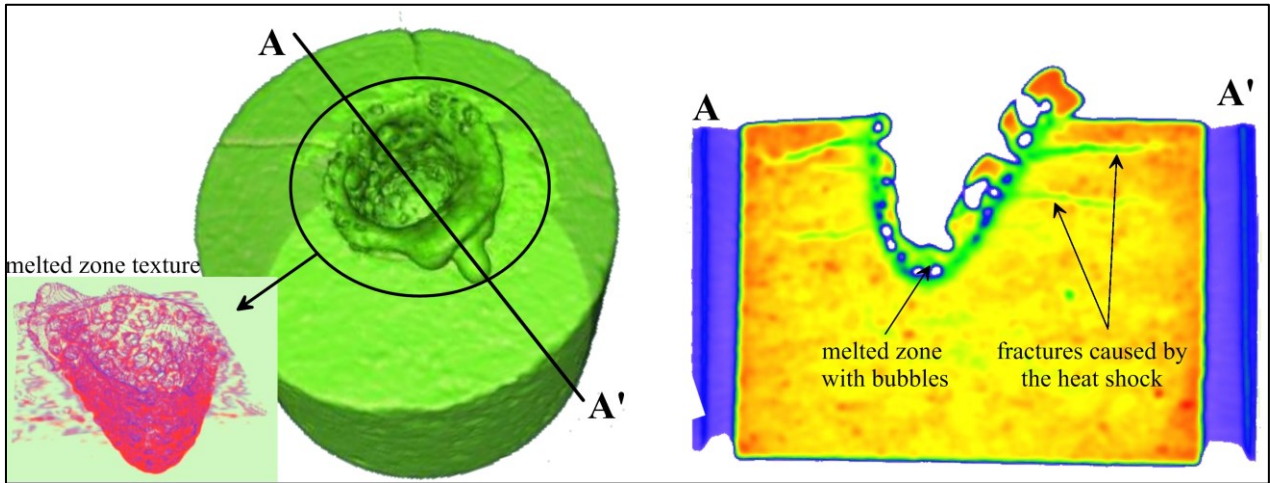 A
A'
melted zone texture
A
A'
melted zone
with bubbles
fractures caused by
the heat shock